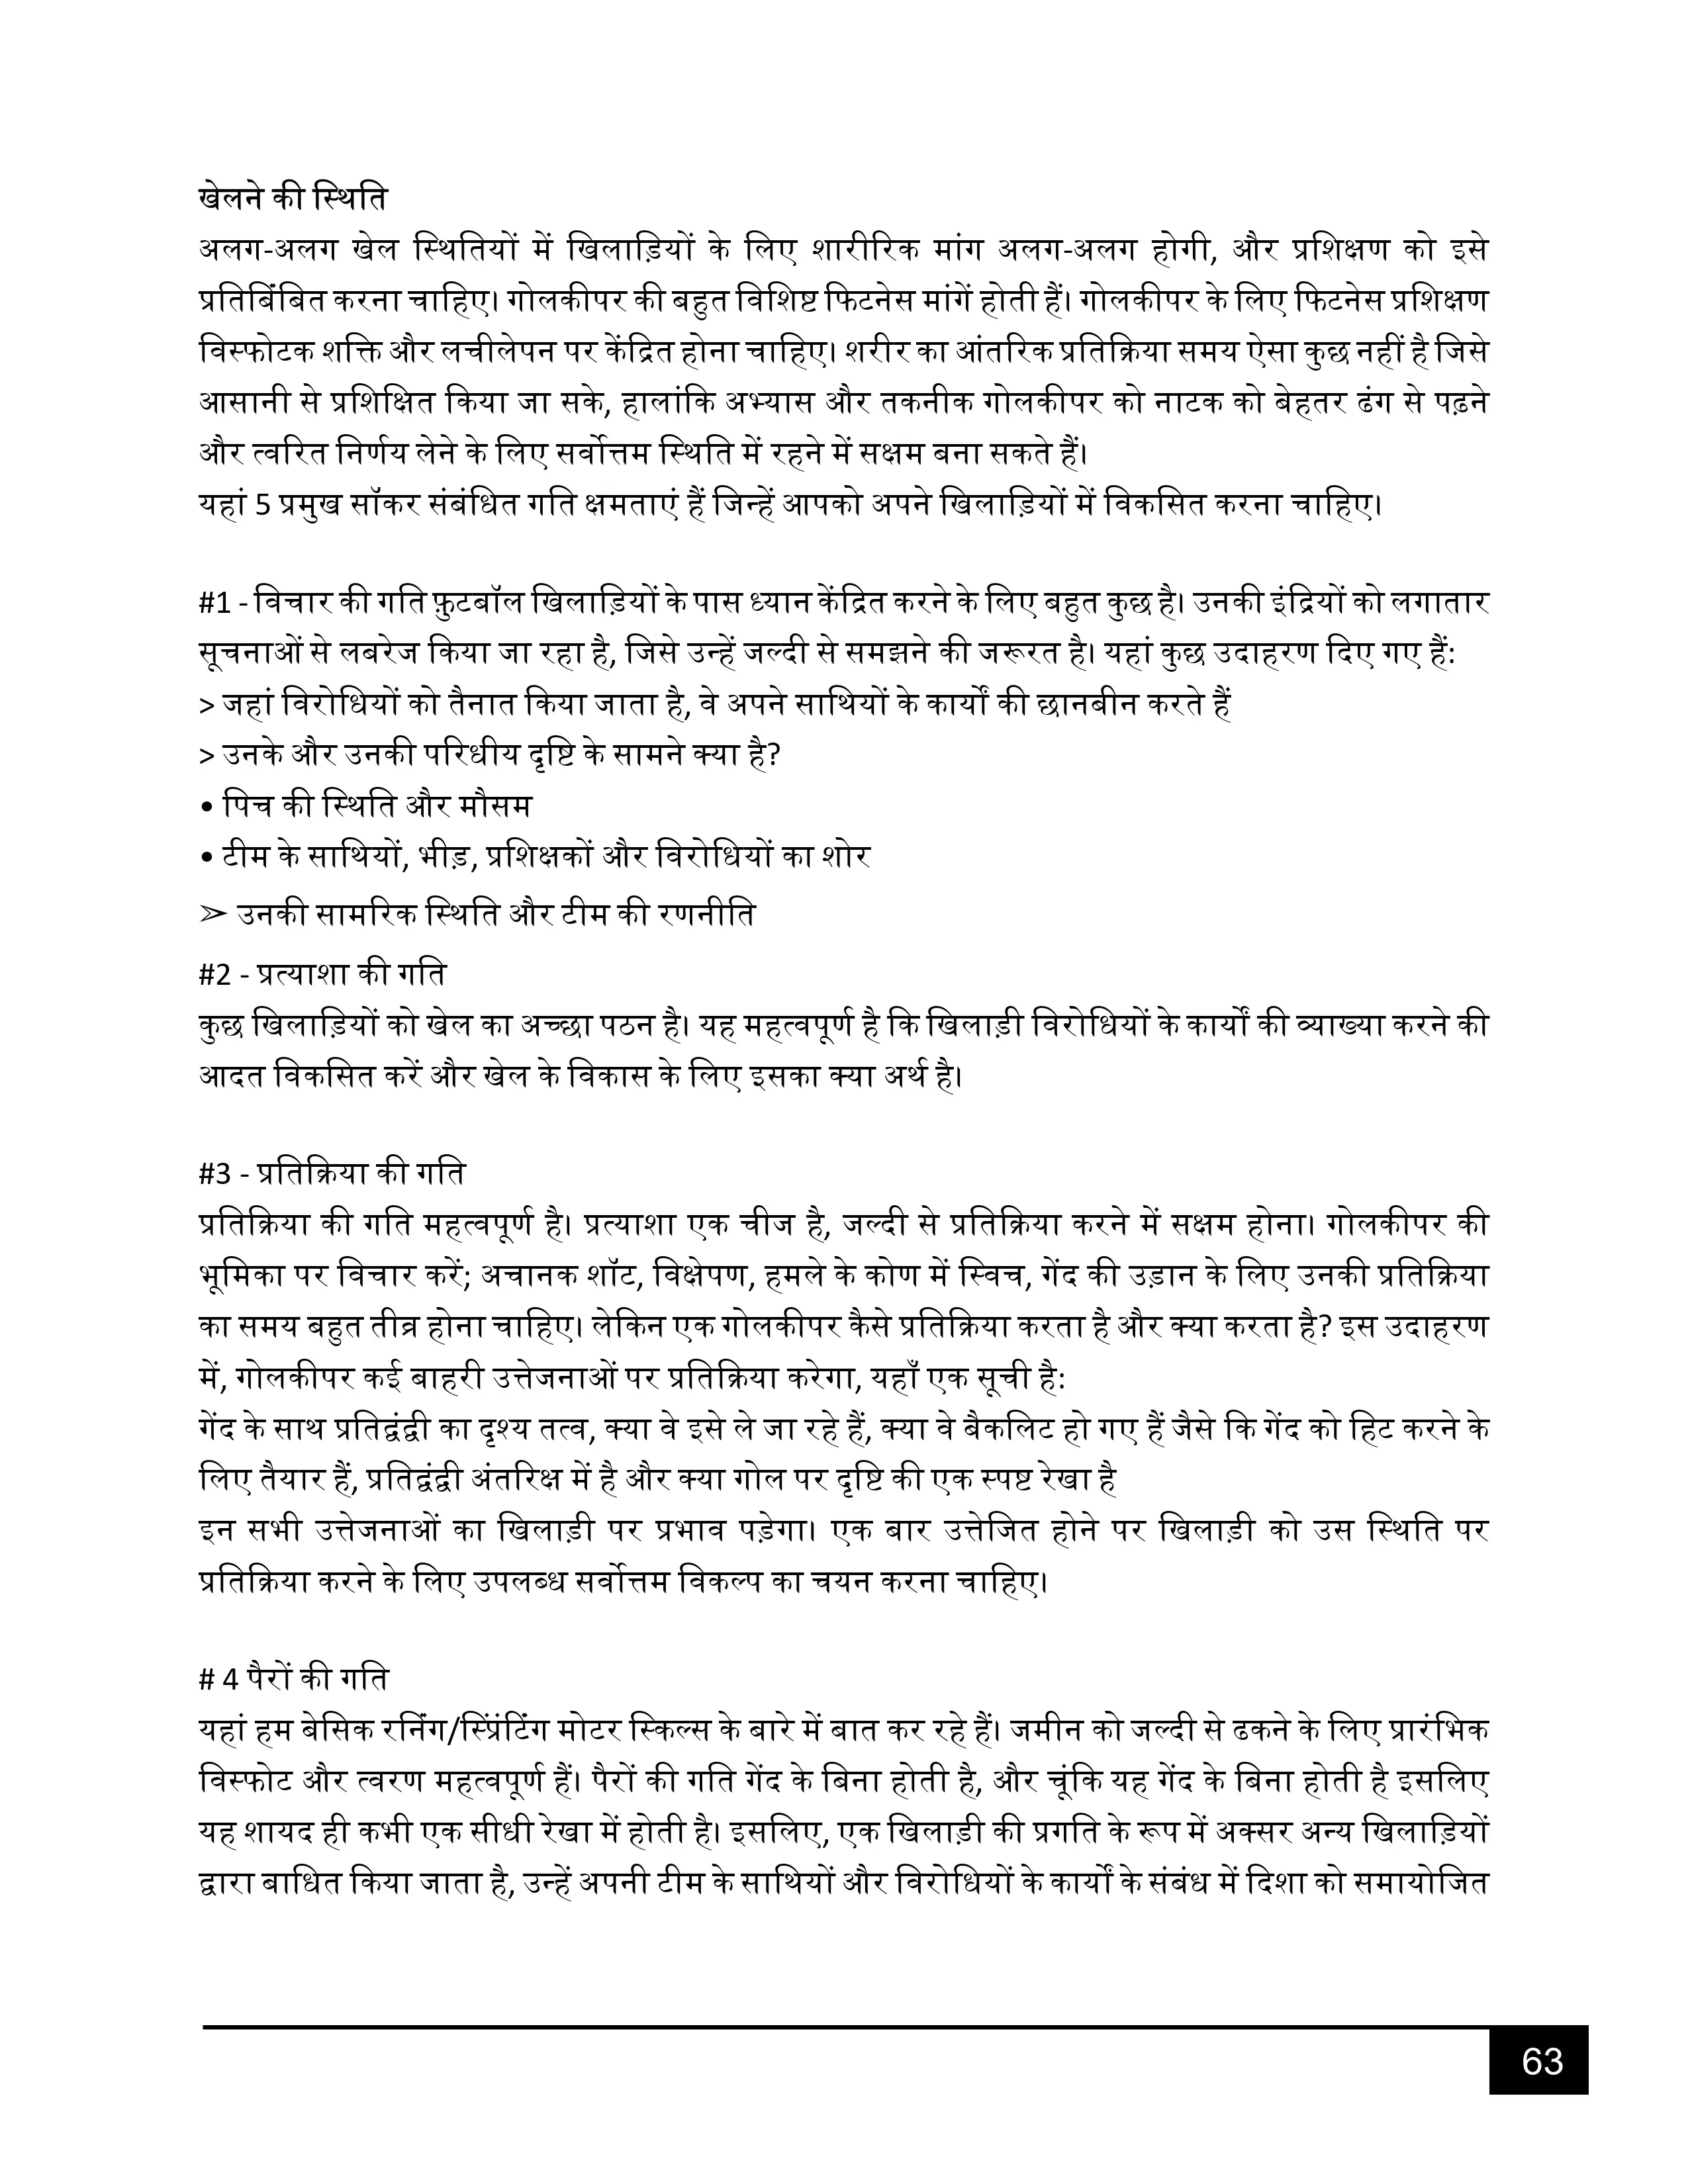 खेलने की स्थिति
अलग-अलग खेल स्थितियों में खिलाड़ियों के लिए शारीरिक मांग अलग-अलग होगी, और प्रशिक्षण को इसे
प्रतिबिंबित करना चाहिए। गोलकीपर की बहुत विशिष्ट फिटनेस मांगें होती हैं। गोलकीपर के लिए फिटनेस प्रशिक्षण
विस्फोटक शक्ति और लचीलेपन पर केंद्रित होना चाहिए। शरीर का आंतरिक प्रतिक्रिया समय ऐसा कुछ नहीं है जिसे
आसानी से प्रशिक्षित किया जा सके, हालांकि अभ्यास और तकनीक गोलकीपर को नाटक को बेहतर ढंग से पढ़ने
और त्वरित निर्णय लेने के लिए सर्वोत्तम स्थिति में रहने में सक्षम बना सकते हैं।
यहां 5 प्रमुख सॉकर संबंधित गति क्षमताएं हैं जिन्हें आपको अपने खिलाड़ियों में विकसित करना चाहिए।
#1 - विचार की गति फ़ुटबॉल खिलाड़ियों के पास ध्यान केंद्रित करने के लिए बहुत कुछ है। उनकी इंद्रियों को लगातार
सूचनाओं से लबरेज किया जा रहा है, जिसे उन्हें जल्दी से समझने की जरूरत है। यहां कुछ उदाहरण दिए गए हैं:
> जहां विरोधियों को तैनात किया जाता है, वे अपने साथियों के कार्यों की छानबीन करते हैं
> उनके और उनकी परिधीय दृष्टि के सामने क्या है?
• पिच की स्थिति और मौसम
• टीम के साथियों, भीड़, प्रशिक्षकों और विरोधियों का शोर
➢ उनकी सामरिक स्थिति और टीम की रणनीति
#2 - प्रत्याशा की गति
कुछ खिलाड़ियों को खेल का अच्छा पठन है। यह महत्वपूर्ण है कि खिलाड़ी विरोधियों के कार्यों की व्याख्या करने की
आदत विकसित करें और खेल के विकास के लिए इसका क्या अर्थ है।
#3 - प्रतिक्रिया की गति
प्रतिक्रिया की गति महत्वपूर्ण है। प्रत्याशा एक चीज है, जल्दी से प्रतिक्रिया करने में सक्षम होना। गोलकीपर की
भूमिका पर विचार करें; अचानक शॉट, विक्षेपण, हमले के कोण में स्विच, गेंद की उड़ान के लिए उनकी प्रतिक्रिया
का समय बहुत तीव्र होना चाहिए। लेकिन एक गोलकीपर कैसे प्रतिक्रिया करता है और क्या करता है? इस उदाहरण
में, गोलकीपर कई बाहरी उत्तेजनाओं पर प्रतिक्रिया करेगा, यहाँ एक सूची है:
गेंद के साथ प्रतिद्वंद्वी का दृश्य तत्व, क्या वे इसे ले जा रहे हैं, क्या वे बैकलिट हो गए हैं जैसे कि गेंद को हिट करने के
लिए तैयार हैं, प्रतिद्वंद्वी अंतरिक्ष में है और क्या गोल पर दृष्टि की एक स्पष्ट रेखा है
इन सभी उत्तेजनाओं का खिलाड़ी पर प्रभाव पड़ेगा। एक बार उत्तेजित होने पर खिलाड़ी को उस स्थिति पर
प्रतिक्रिया करने के लिए उपलब्ध सर्वोत्तम विकल्प का चयन करना चाहिए।
# 4 पैरों की गति
यहां हम बेसिक रनिंग/स्प्रिंटिंग मोटर स्किल्स के बारे में बात कर रहे हैं। जमीन को जल्दी से ढकने के लिए प्रारंभिक
विस्फोट और त्वरण महत्वपूर्ण हैं। पैरों की गति गेंद के बिना होती है, और चूंकि यह गेंद के बिना होती है इसलिए
यह शायद ही कभी एक सीधी रेखा में होती है। इसलिए, एक खिलाड़ी की प्रगति के रूप में अक्सर अन्य खिलाड़ियों
द्वारा बाधित किया जाता है, उन्हें अपनी टीम के साथियों और विरोधियों के कार्यों के संबंध में दिशा को समायोजित
63